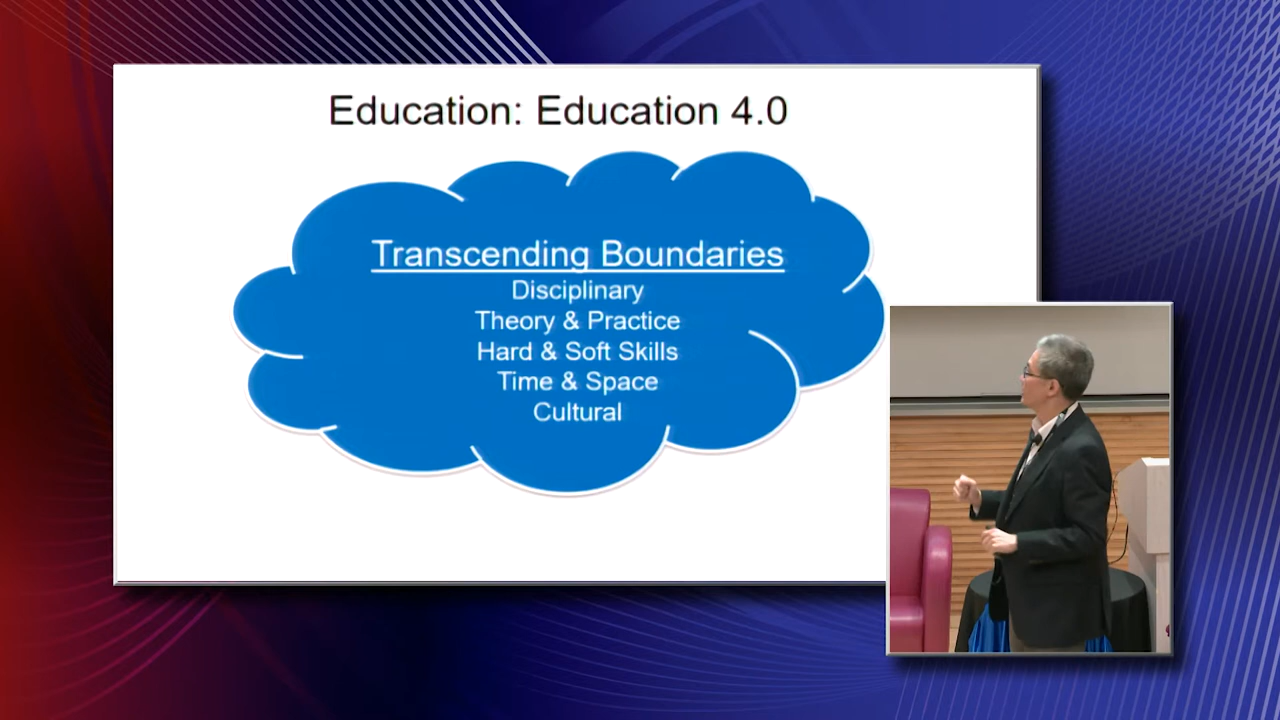 Education: Education 4.0
Transcending Boundaries
Disciplinary
Theory & Practice
Hard & Soft Skills
Time & Space
Cultural